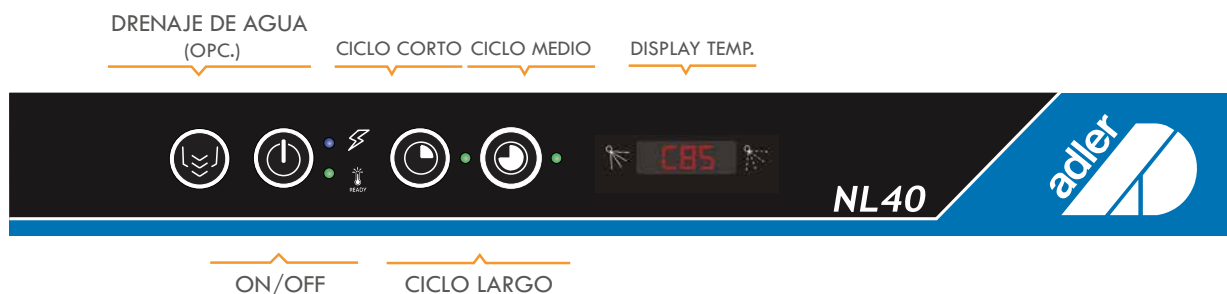 DRENAJE DE AGUA
(OPC.)
CICLO CORTO
CICLO MEDIO
DISPLAY TEMP.
READY
C85
NL40
adler
ON/OFF
CICLO LARGO